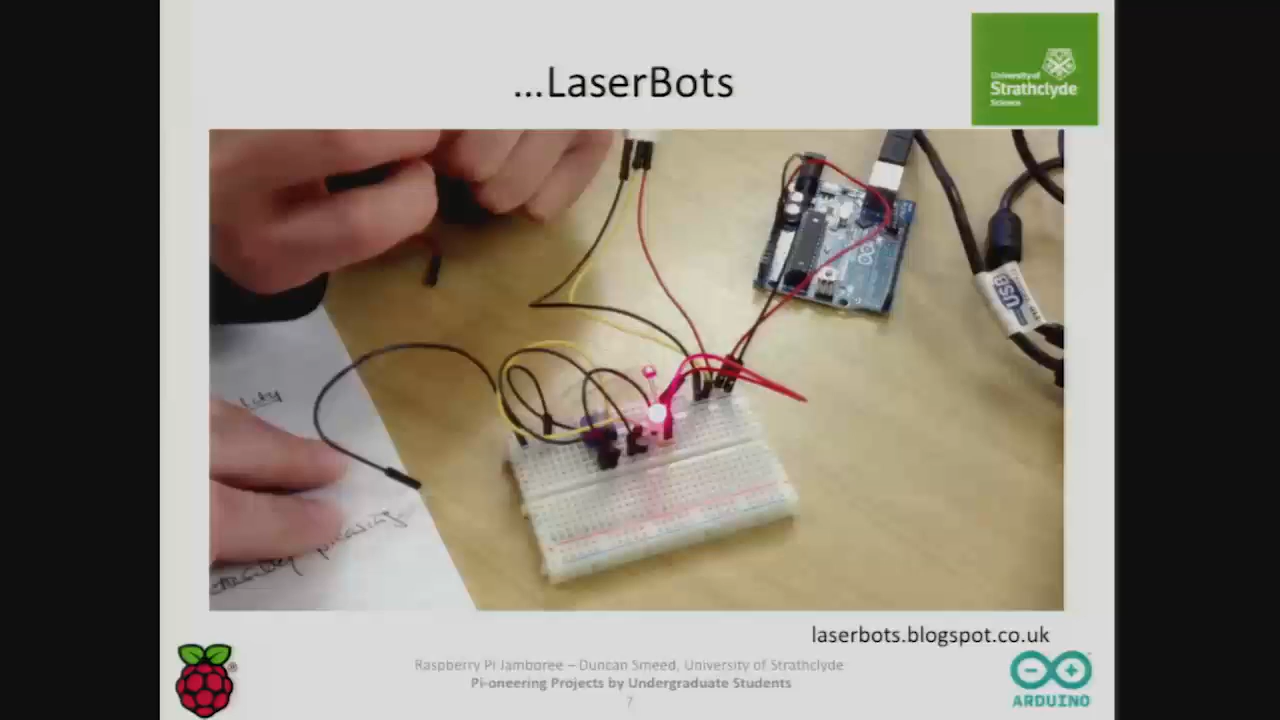 University of
Strathclyde
Science
...LaserBots
USB
laserbots.blogspot.co.uk
Raspberry Pi Jamboree – Duncan Smeed, University of Strathclyde
Pi-oneering Projects by Undergraduate Students
7
ARDUINO